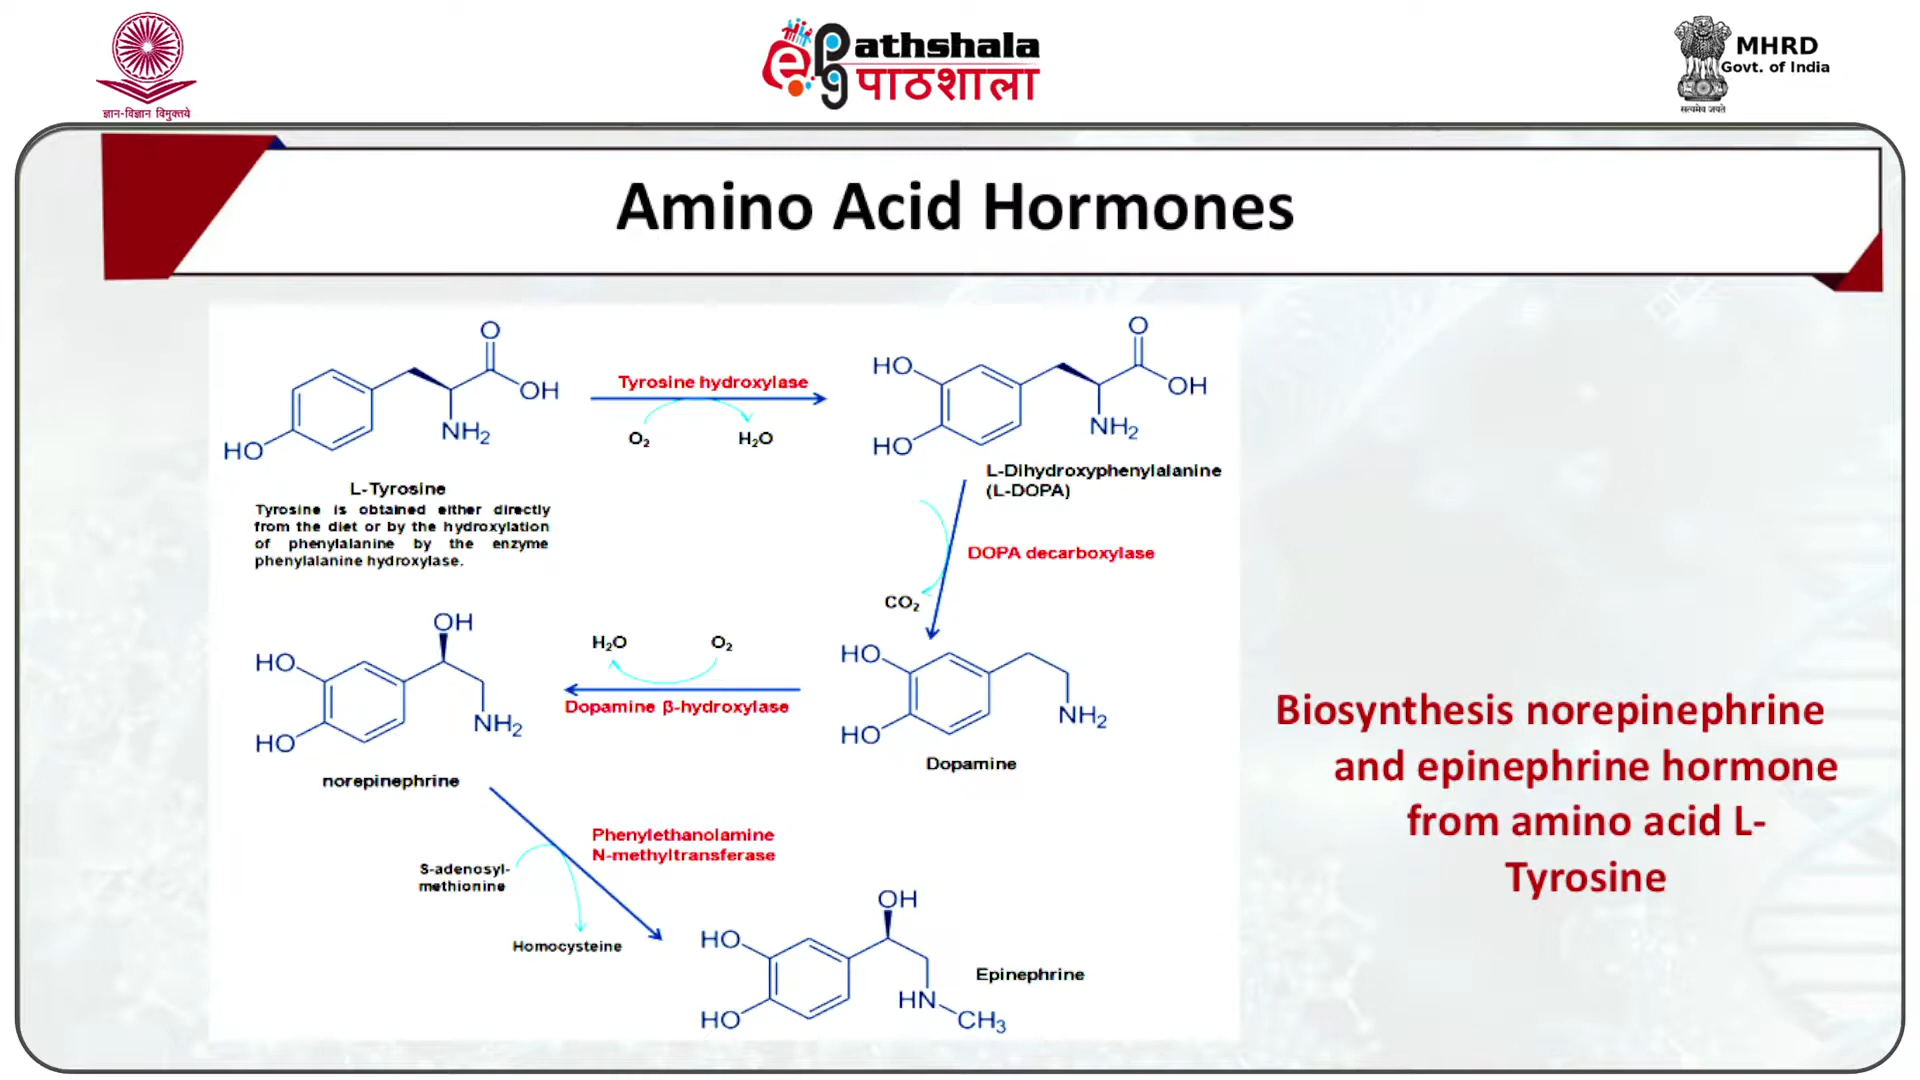 ज्ञान-विज्ञान विमुक्तये
ePG Pathshala
पाठशाला
MHRD
Govt. of India
सत्यमेव जयते
Amino Acid Hormones
O
OH
NH₂
HO
L-Tyrosine
Tyrosine is obtained either directly
from the diet or by the hydroxylation
of phenylalanine by the enzyme
phenylalanine hydroxylase.
Tyrosine hydroxylase
O₂ H₂O
O
HO
OH
NH₂
HO
L-Dihydroxyphenylalanine
(L-DOPA)
DOPA decarboxylase
CO₂
HO
NH₂
HO
Dopamine
H₂O O₂
Dopamine β-hydroxylase
OH
HO
NH₂
HO
norepinephrine
Phenylethanolamine
N-methyltransferase
S-adenosyl-
methionine
Homocysteine
OH
HO
HN
HO
CH₃
Epinephrine
Biosynthesis norepinephrine
and epinephrine hormone
from amino acid L-
Tyrosine